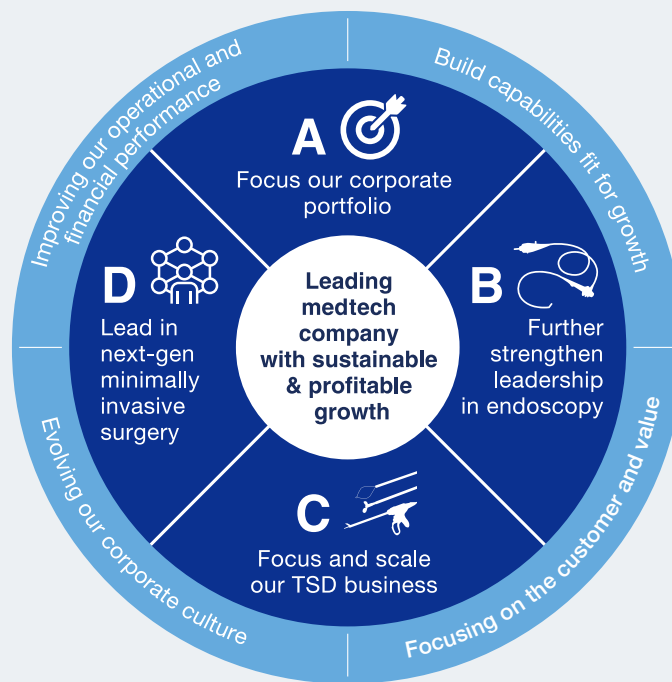 Improving our operational and
financial performance
Build capabilities fit for growth
A
Focus our corporate
portfolio
D
Lead in
next-gen
minimally
invasive
surgery
Leading
medtech
company
with sustainable
& profitable
growth
B
Further
strengthen
leadership
in endoscopy
C
Focus and scale
our TSD business
Evolving our corporate culture
Focusing on the customer and value